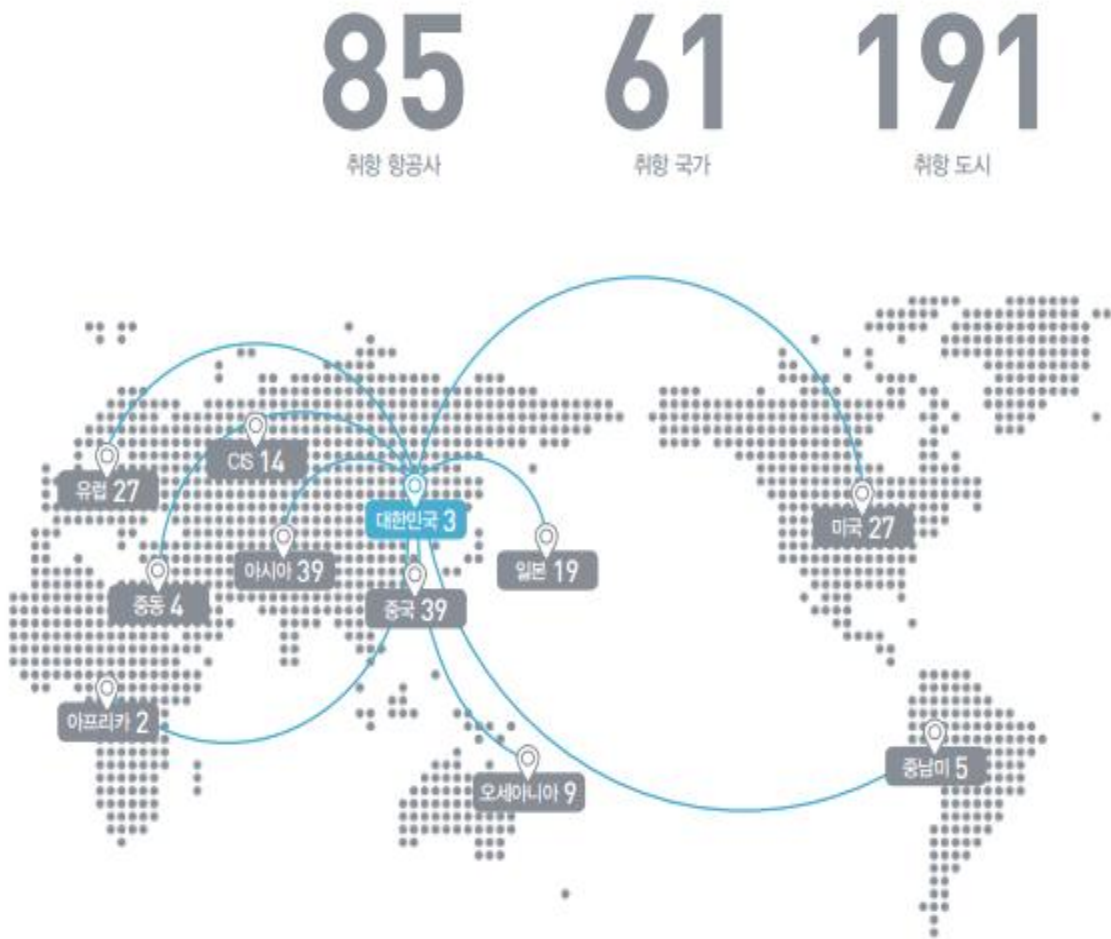 85 61 191
취항 항공사 취항 국가 취항 도시
CIS 14
유럽 27
대한민국 3
미국 27
아시아 39
일본 19
중동 4
중국 39
아프리카 2
중남미 5
오세아니아 9